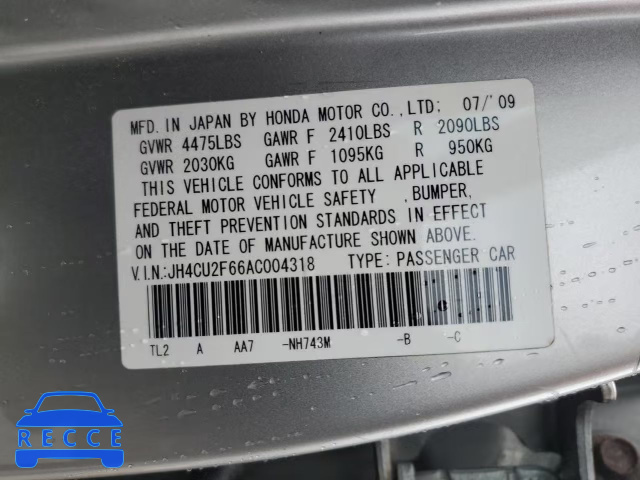 MFD. IN JAPAN BY HONDA MOTOR CO.,LTD: 07/'09
GVWR 4475LBS GAWR F 2410LBS R 2090LBS
GVWR 2030KG GAWR F 1095KG R 950KG
THIS VEHICLE CONFORMS TO ALL APPLICABLE
FEDERAL MOTOR VEHICLE SAFETY ,BUMPER,
AND THEFT PREVENTION STANDARDS IN EFFECT
ON THE DATE OF MANUFACTURE SHOWN ABOVE.
V.I.N:JH4CU2F66AC004318 TYPE: PASSENGER CAR
TL2 A AA7 -NH743M -B -C
RECCE